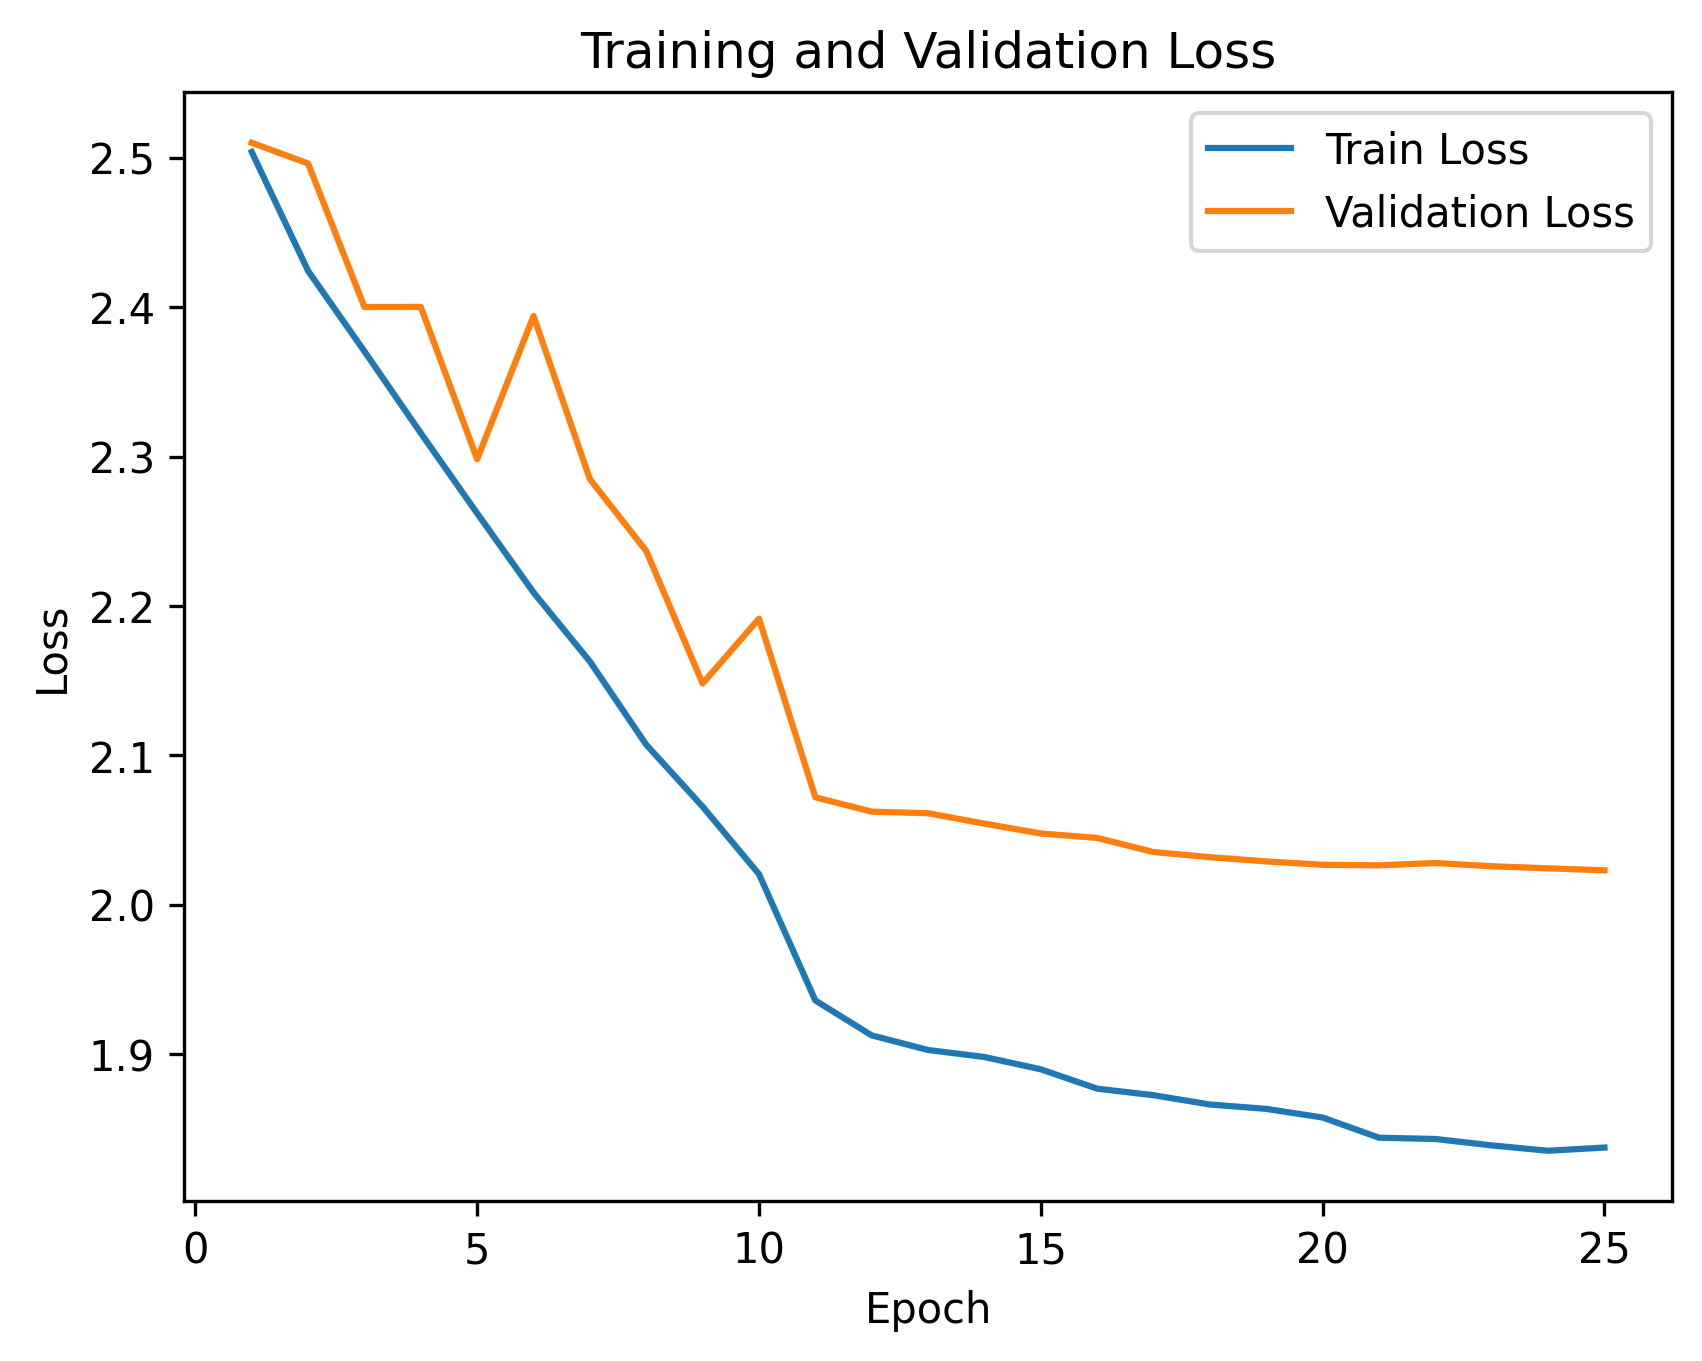 Training and Validation Loss
Train Loss
Validation Loss
2.5
2.4
2.3
2.2
2.1
2.0
1.9
Loss
0 5 10 15 20 25
Epoch